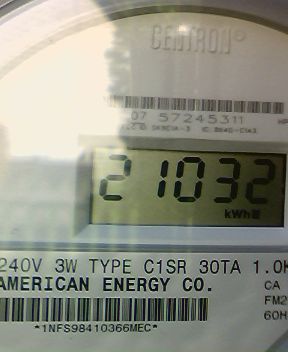 CENTRON®
07 57245311
21032
kWh
240V 3W TYPE C1SR 30TA 1.0K
AMERICAN ENERGY CO.
CA
FM2
60H
*1NFS98410366MEC*